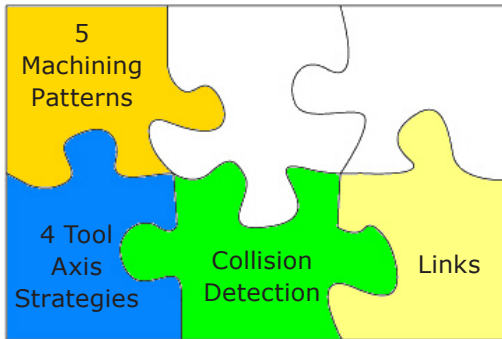 5
Machining
Patterns
4 Tool
Axis
Strategies
Collision
Detection
Links